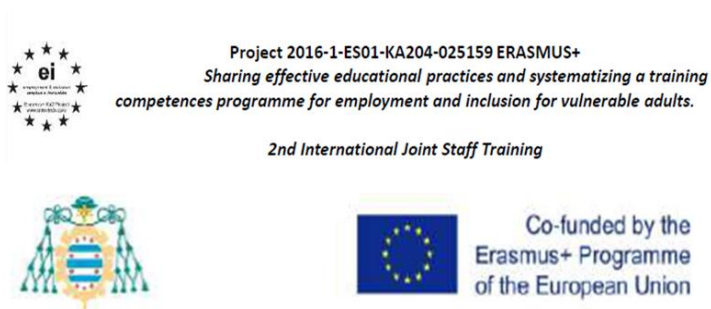 Project 2016-1-ES01-KA204-025159 ERASMUS+
Sharing effective educational practices and systematizing a training
competences programme for employment and inclusion for vulnerable adults.
ei
2nd International Joint Staff Training
Co-funded by the
Erasmus+ Programme
of the European Union